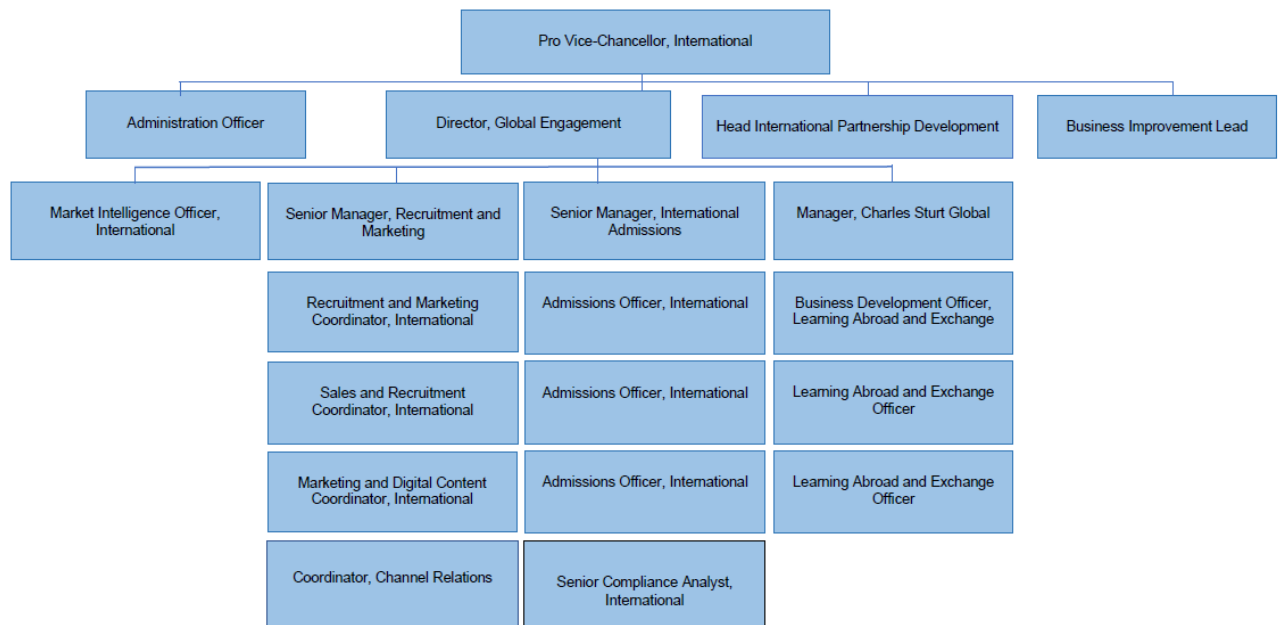 Pro Vice-Chancellor, International
Administration Officer
Director, Global Engagement
Head International Partnership Development
Business Improvement Lead
Market Intelligence Officer,
International
Senior Manager, Recruitment and
Marketing
Senior Manager, International
Admissions
Manager, Charles Sturt Global
Recruitment and Marketing
Coordinator, International
Admissions Officer, International
Business Development Officer,
Learning Abroad and Exchange
Sales and Recruitment
Coordinator, International
Admissions Officer, International
Learning Abroad and Exchange
Officer
Marketing and Digital Content
Coordinator, International
Admissions Officer, International
Learning Abroad and Exchange
Officer
Coordinator, Channel Relations
Senior Compliance Analyst,
International